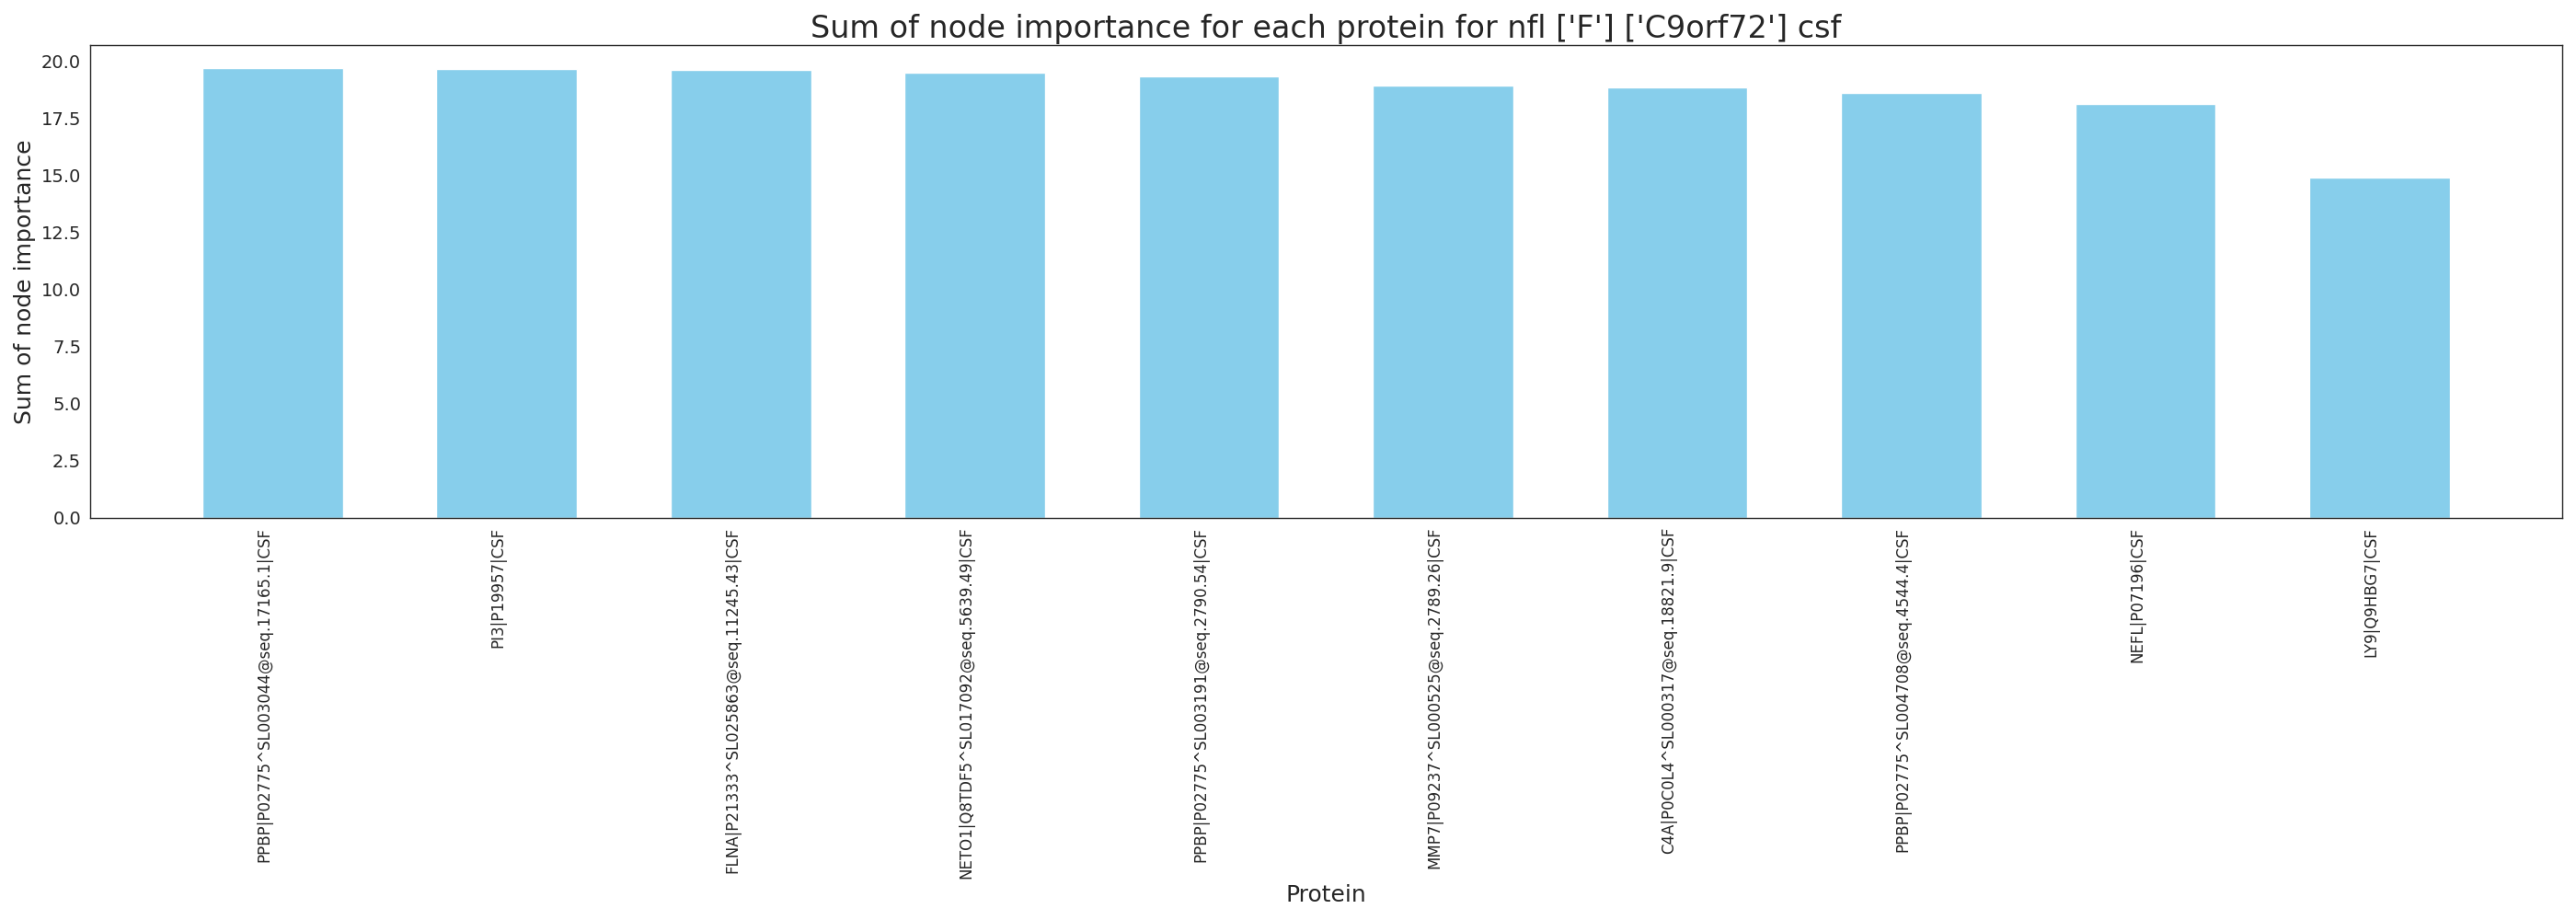 Sum of node importance for each protein for nfl ['F'] ['C9orf72'] csf
Sum of node importance
20.0
17.5
15.0
12.5
10.0
7.5
5.0
2.5
0.0
PPBP|P02775^SL003044@seq.17165.1|CSF
PI3|P19957|CSF
FLNA|P21333^SL025863@seq.11245.43|CSF
NETO1|Q8TDF5^SL017092@seq.5639.49|CSF
PPBP|P02775^SL003191@seq.2790.54|CSF
MMP7|P09237^SL000525@seq.2789.26|CSF
C4A|P0C0L4^SL000317@seq.18821.9|CSF
PPBP|P02775^SL004708@seq.4544.4|CSF
NEFL|P07196|CSF
LY9|Q9HBG7|CSF
Protein